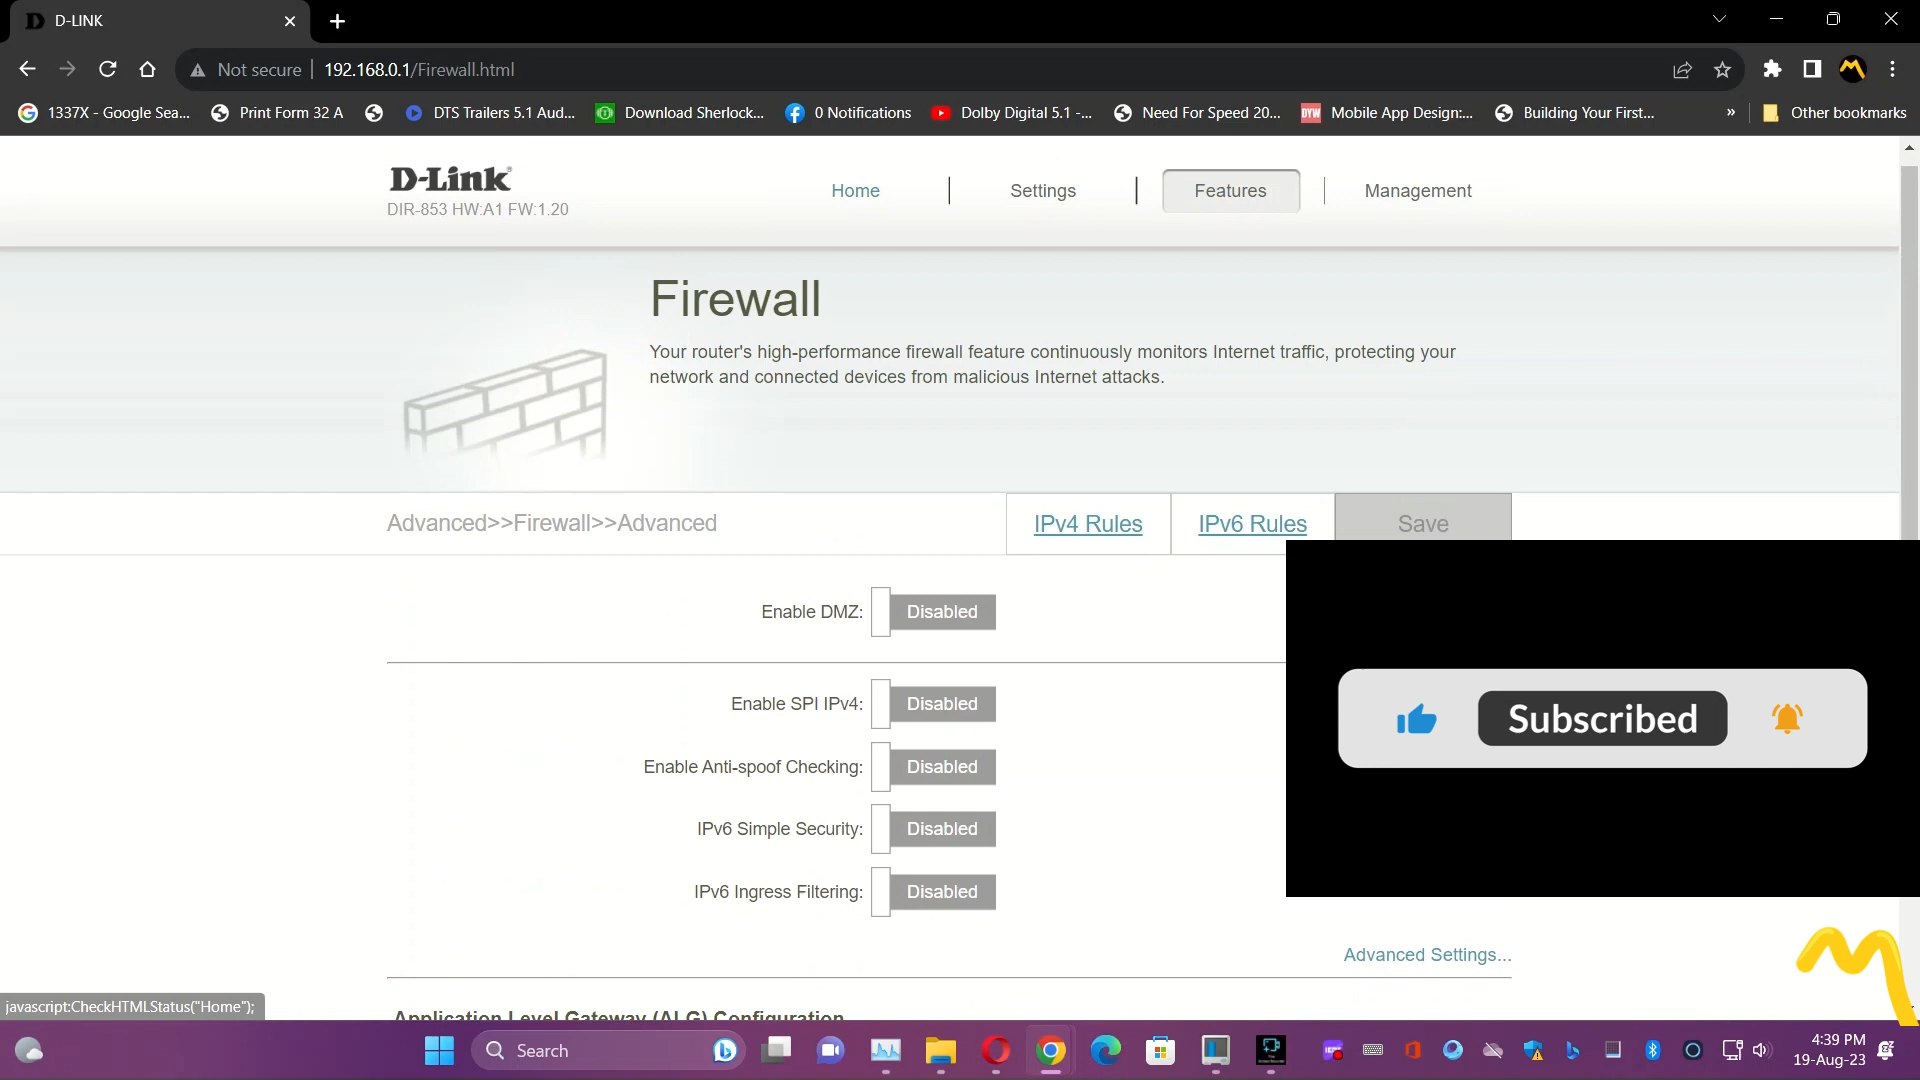 D-LINK
Not secure
192.168.0.1/Firewall.html
1337X - Google Sea...
Print Form 32 A
DTS Trailers 5.1 Aud...
Download Sherlock...
0 Notifications
Dolby Digital 5.1 -...
Need For Speed 20...
DYW
Mobile App Design:...
Building Your First...
»
Other bookmarks
D-Link
DIR-853 HW:A1 FW:1.20
Home
Settings
Features
Management
Firewall
Your router's high-performance firewall feature continuously monitors Internet traffic, protecting your
network and connected devices from malicious Internet attacks.
Advanced>>Firewall>>Advanced
IPv4 Rules
IPv6 Rules
Save
Enable DMZ: Disabled
Enable SPI IPv4: Disabled
Enable Anti-spoof Checking: Disabled
IPv6 Simple Security: Disabled
IPv6 Ingress Filtering: Disabled
Subscribed
Advanced Settings...
Application Level Gateway (ALG) Configuration
javascript:CheckHTMLStatus("Home");
Search
4:39 PM
19-Aug-23